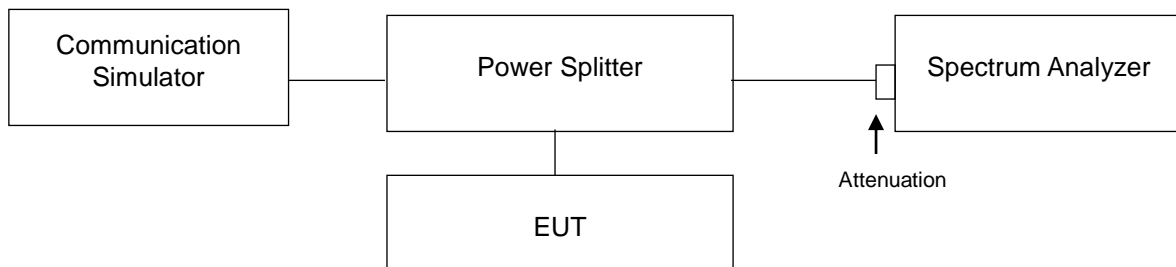 Communication
Simulator
Power Splitter
Spectrum Analyzer
Attenuation
EUT